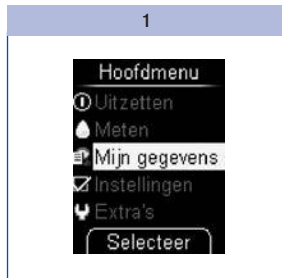 1
Hoofdmenu
Uitzetten
Meten
Mijn gegevens
Instellingen
Extra's
Selecteer